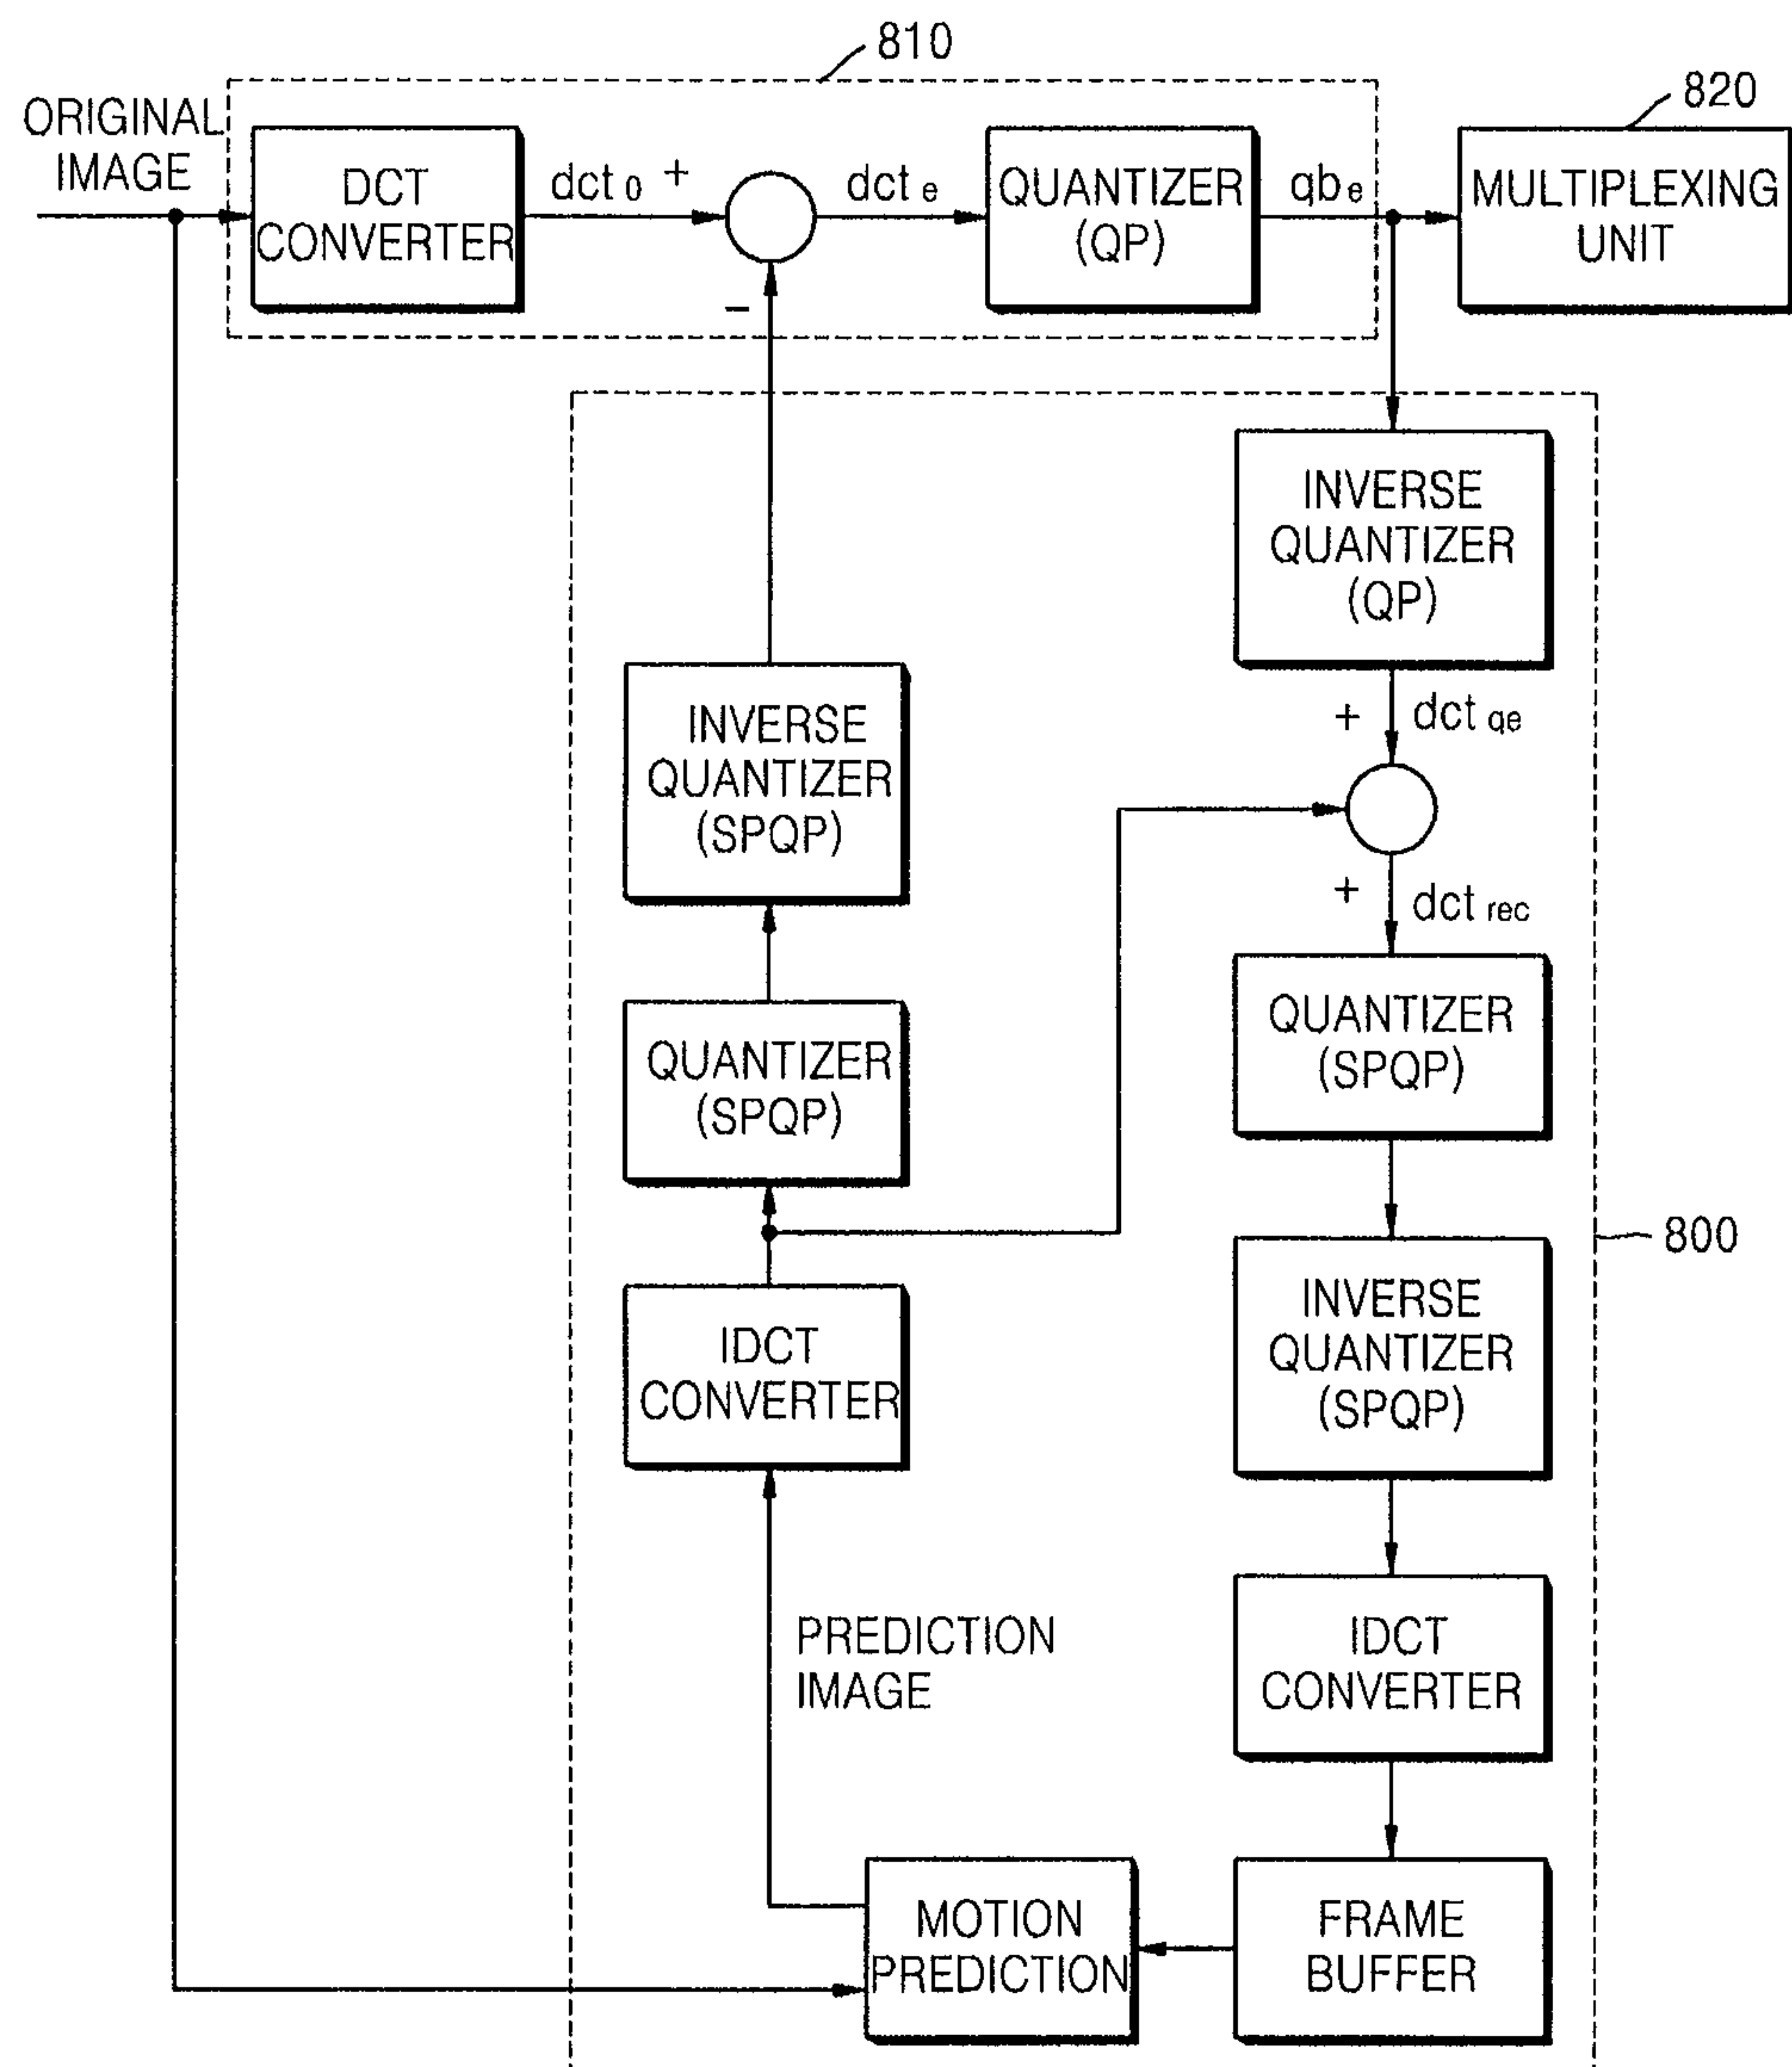 810
820
ORIGINAL
IMAGE
DCT
CONVERTER
dct 0 +
-
dct e
QUANTIZER
(QP)
qb e
MULTIPLEXING
UNIT
INVERSE
QUANTIZER
(QP)
+ dct qe
+ dct rec
INVERSE
QUANTIZER
(SPQP)
QUANTIZER
(SPQP)
QUANTIZER
(SPQP)
800
IDCT
CONVERTER
INVERSE
QUANTIZER
(SPQP)
PREDICTION
IMAGE
IDCT
CONVERTER
MOTION
PREDICTION
FRAME
BUFFER